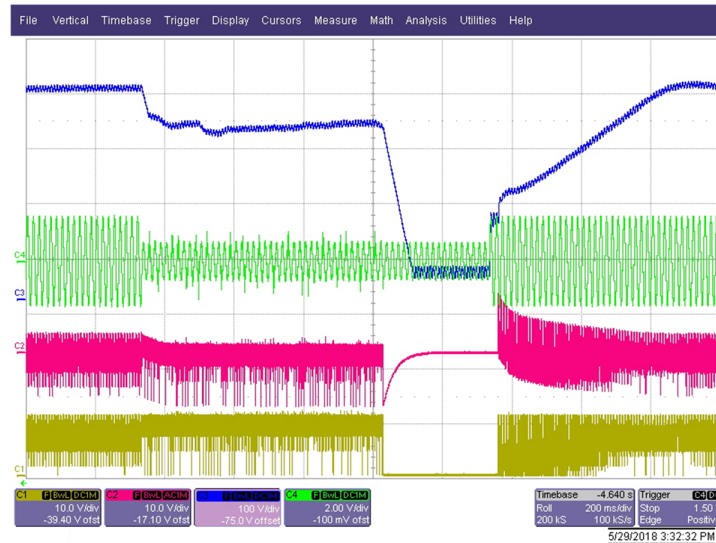 File Vertical Timebase Trigger Display Cursors Measure Math Analysis Utilities Help
C4
C3
C2
C1
C1 F BwL DC1M
10.0 V/div
-39.40 V ofst
C2 F BwL AC1M
10.0 V/div
-17.10 V ofst
F BwL DC1M
100 V/div
-75.0 V offset
C4 F BwL DC1M
2.00 V/div
-100 mV ofst
Timebase -4.640 s
Roll 200 ms/div
200 kS 100 kS/s
Trigger C4
Stop 1.50
Edge Positiv
5/29/2018 3:32:32 PM